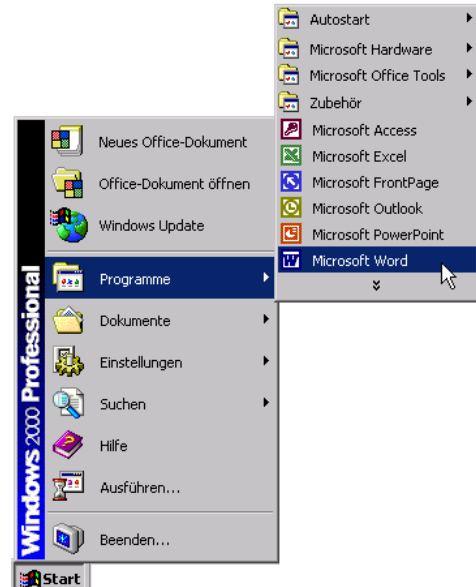 Autostart
Microsoft Hardware
Microsoft Office Tools
Zubehör
Microsoft Access
Microsoft Excel
Microsoft FrontPage
Microsoft Outlook
Microsoft PowerPoint
Microsoft Word
Neues Office-Dokument
Office-Dokument öffnen
Windows Update
Programme
Dokumente
Einstellungen
Suchen
Hilfe
Ausführen...
Beenden...
Windows 2000 Professional
Start